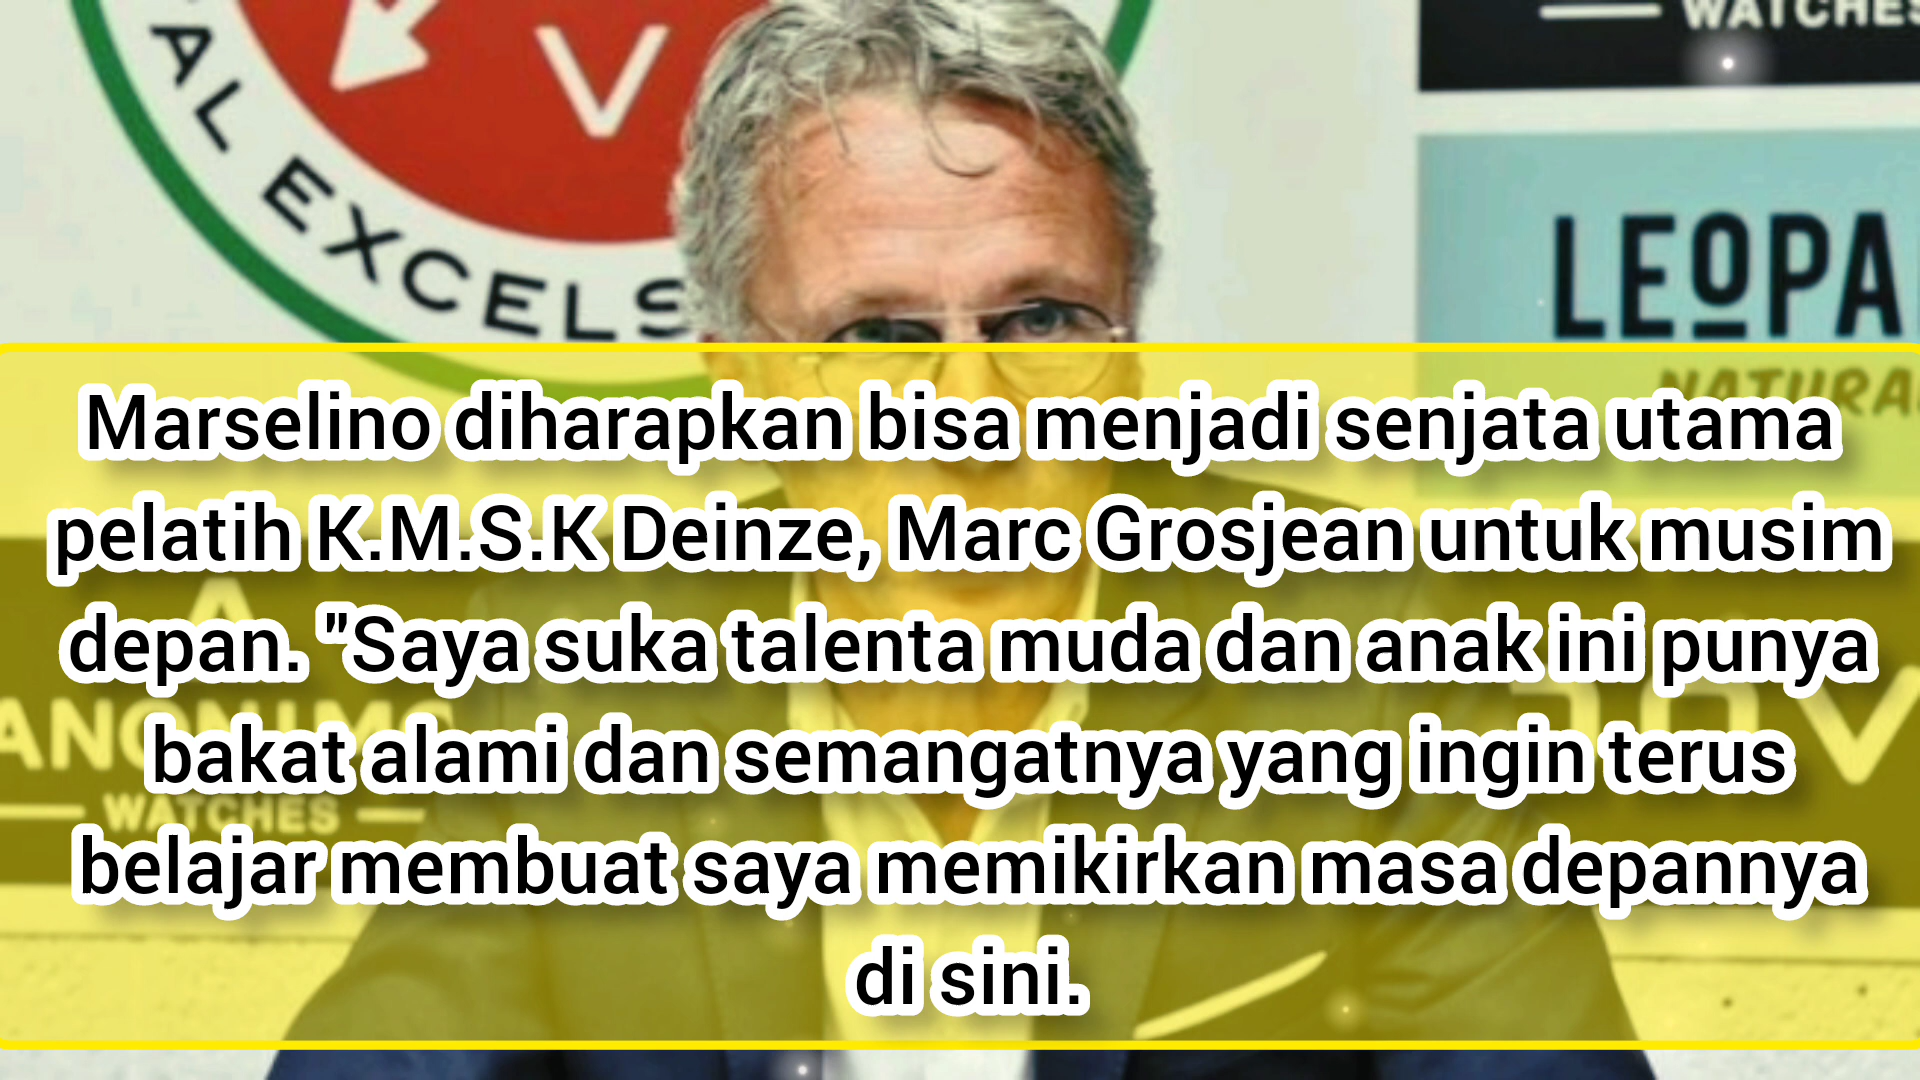 WATCHES
V
AL EXCELS
LEOPA
NATURA
Marselino diharapkan bisa menjadi senjata utama
pelatih K.M.S.K Deinze, Marc Grosjean untuk musim
depan. "Saya suka talenta muda dan anak ini punya
bakat alami dan semangatnya yang ingin terus
belajar membuat saya memikirkan masa depannya
di sini.
ANONIMO
WATCHES